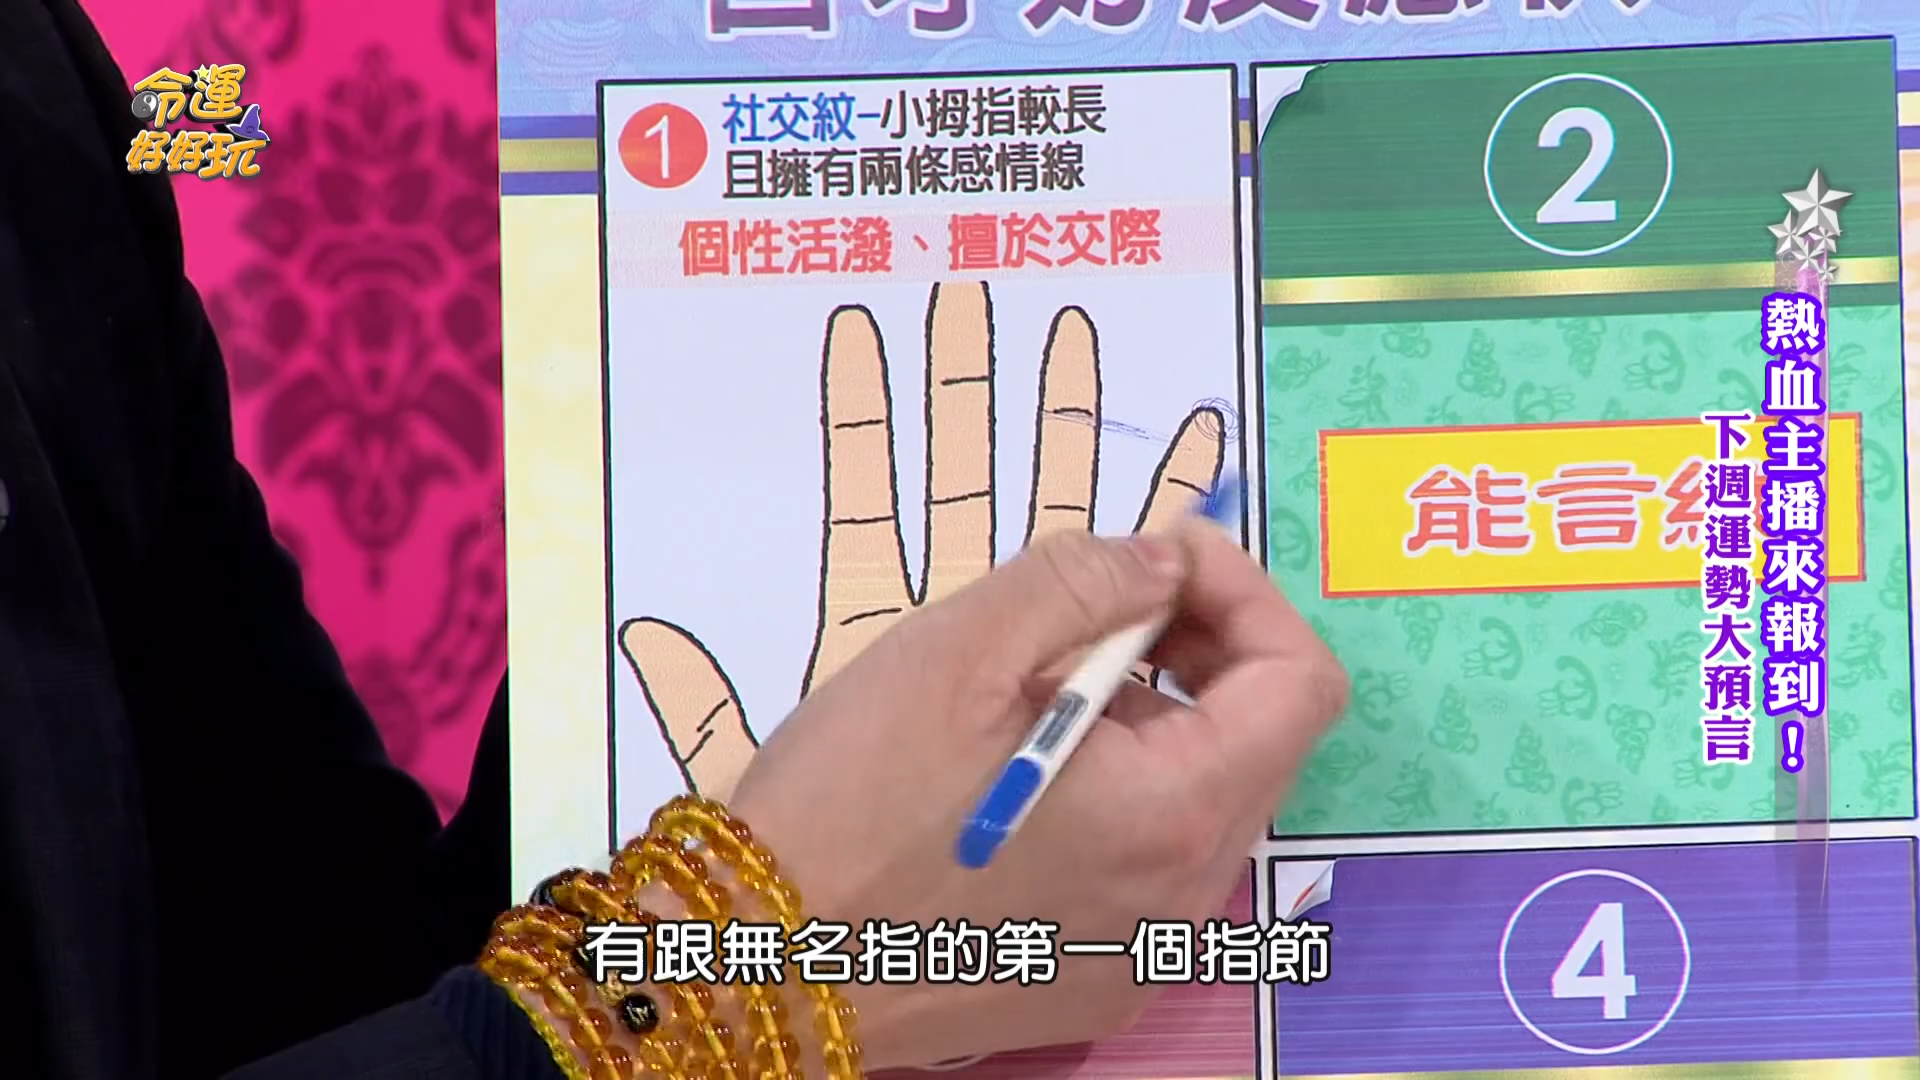 命運
好好玩
1 社交紋-小拇指較長
且擁有兩條感情線
個性活潑、擅於交際
2
能言紋
4
熱血主播來報到！
下週運勢大預言
有跟無名指的第一個指節